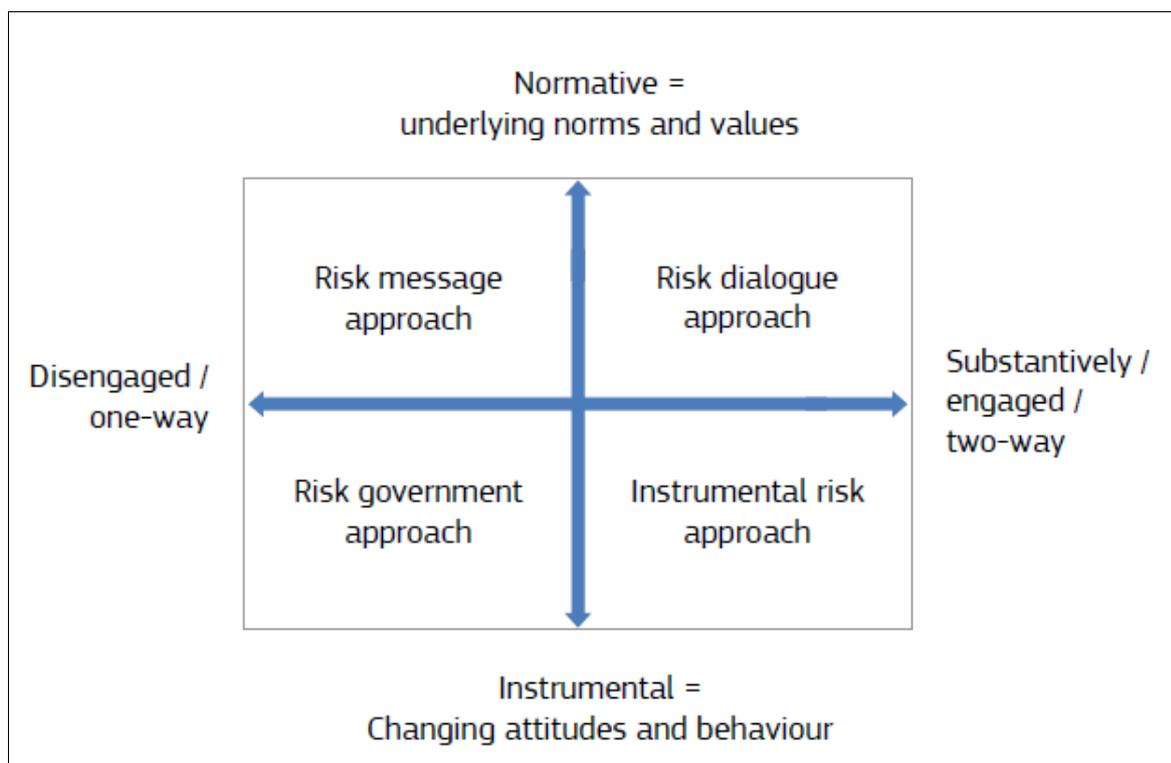 Normative =
underlying norms and values
Risk message
approach
Risk dialogue
approach
Disengaged /
one-way
Substantively /
engaged /
two-way
Risk government
approach
Instrumental risk
approach
Instrumental =
Changing attitudes and behaviour